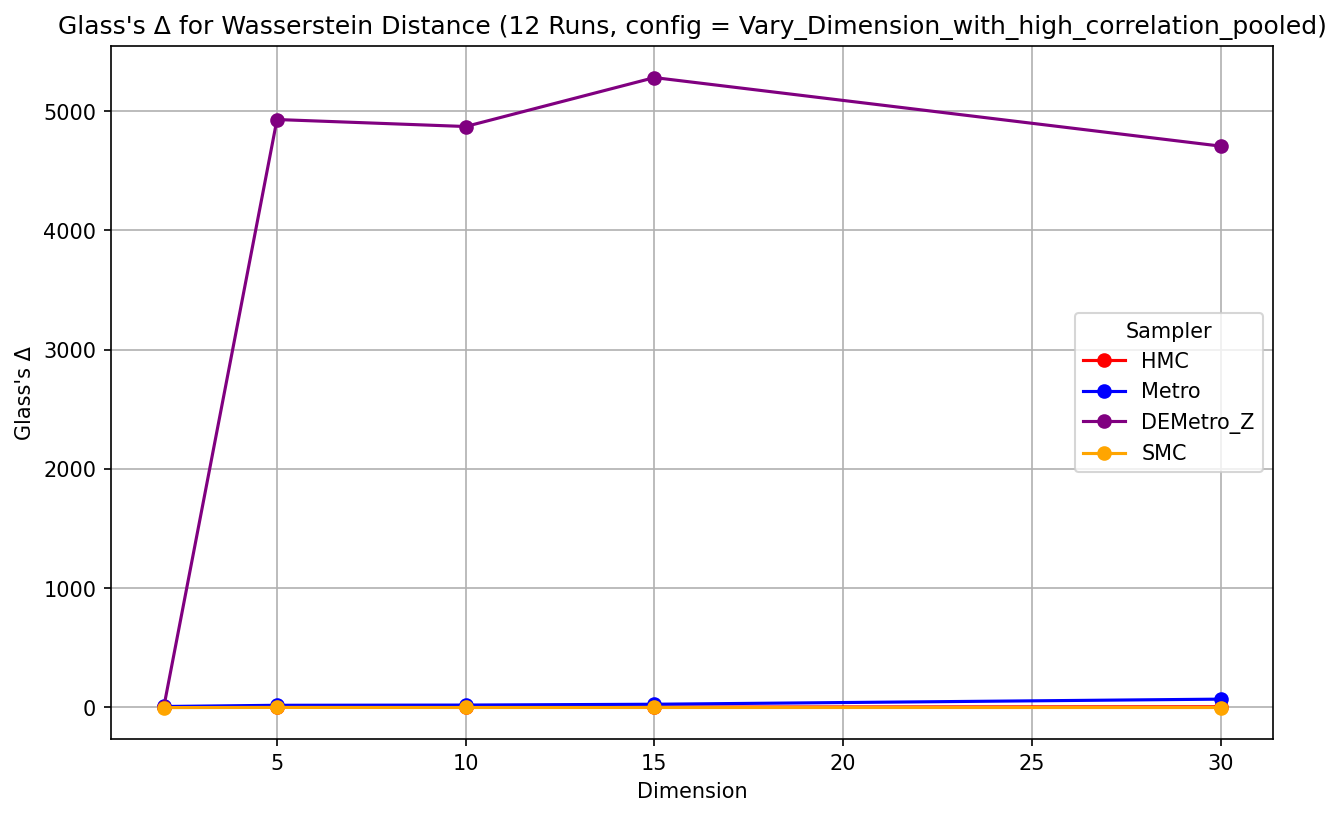 Glass's Δ for Wasserstein Distance (12 Runs, config = Vary_Dimension_with_high_correlation_pooled)
Glass's Δ
5000
4000
3000
2000
1000
0
Sampler
HMC
Metro
DEMetro_Z
SMC
5 10 15 20 25 30
Dimension